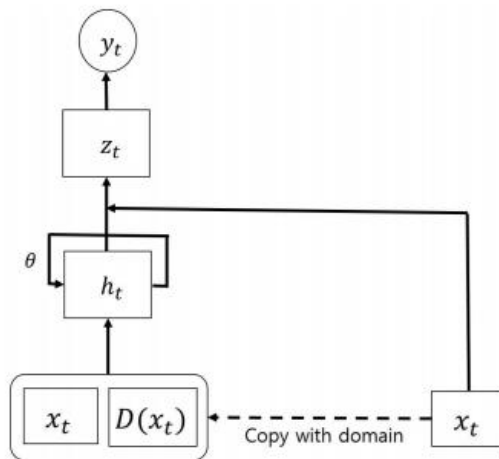 y_t
z_t
θ
h_t
x_t
D(x_t)
x_t
Copy with domain